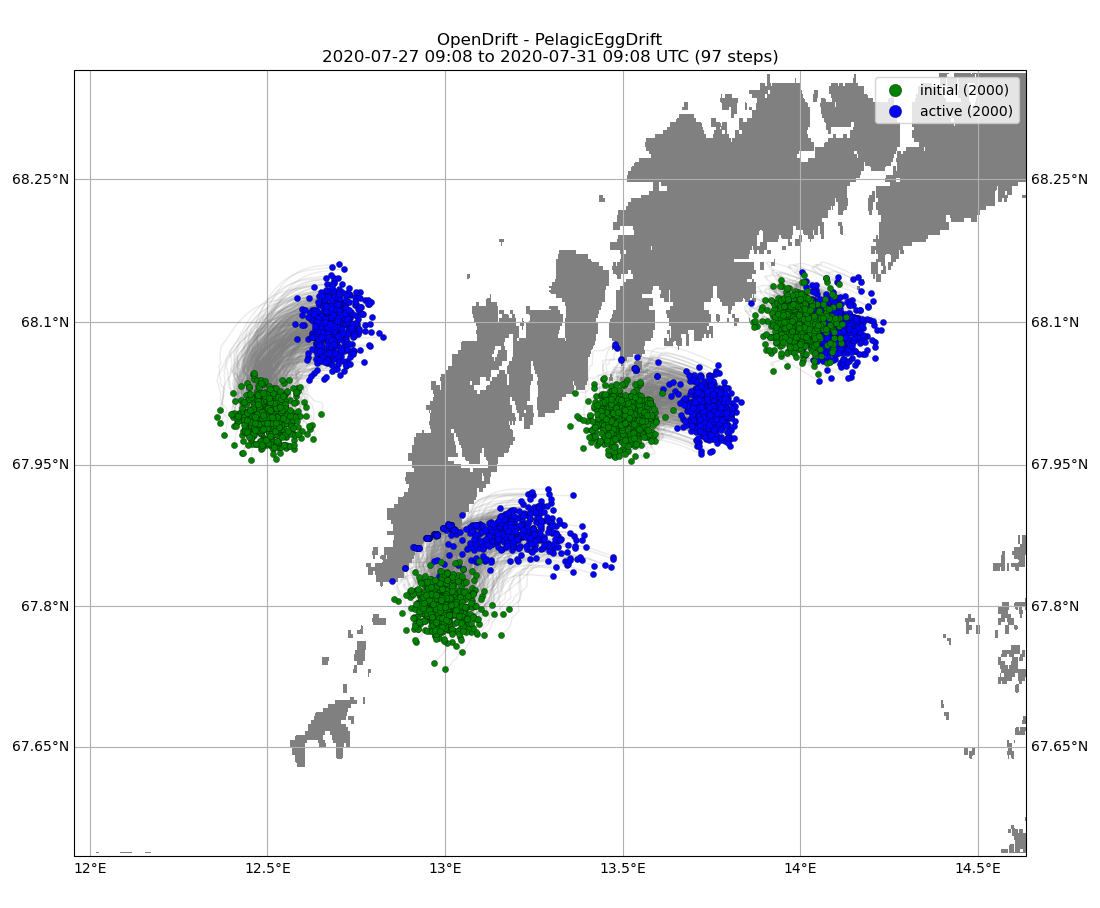 OpenDrift - PelagicEggDrift
2020-07-27 09:08 to 2020-07-31 09:08 UTC (97 steps)
initial (2000)
active (2000)
68.25°N
68.25°N
68.1°N
68.1°N
67.95°N
67.95°N
67.8°N
67.8°N
67.65°N
67.65°N
12°E
12.5°E
13°E
13.5°E
14°E
14.5°E